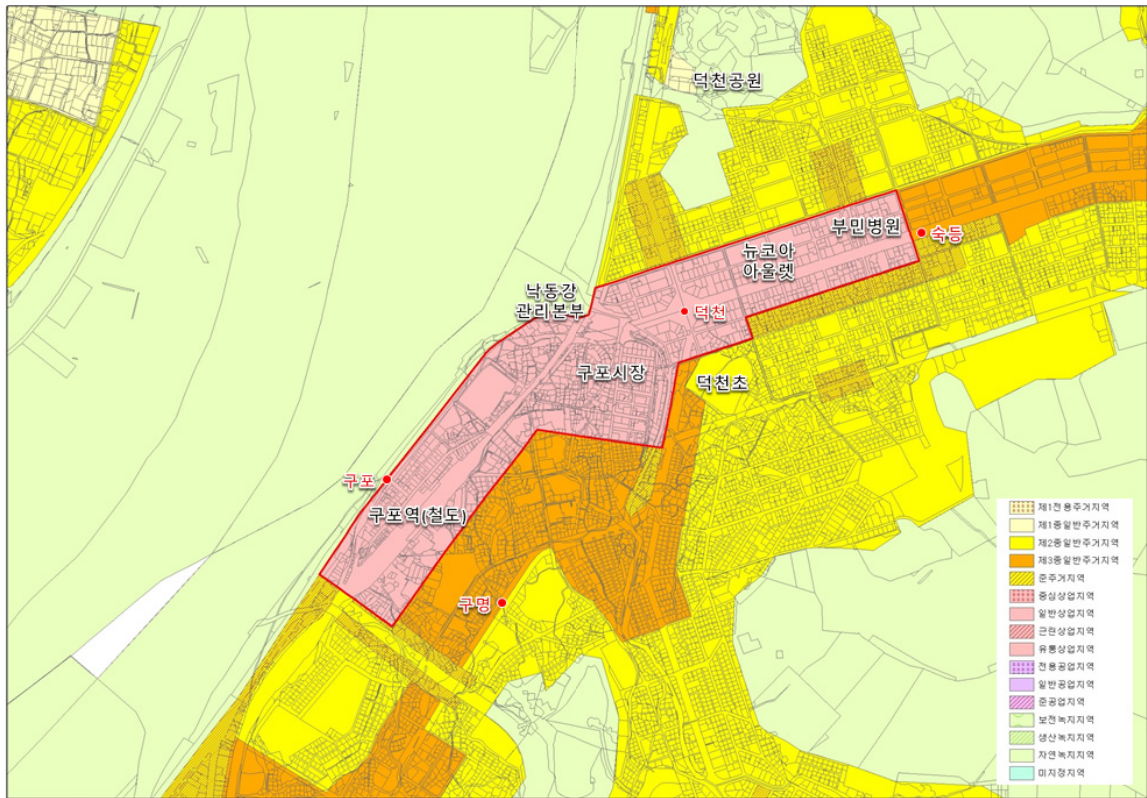 덕천공원
부민병원
숙등
뉴코아
아울렛
낙동강
관리본부
덕천
구포시장
덕천초
구포
구포역(철도)
구명
제1전용주거지역
제1종일반주거지역
제2종일반주거지역
제3종일반주거지역
준주거지역
중심상업지역
일반상업지역
근린상업지역
유통상업지역
전용공업지역
일반공업지역
준공업지역
보전녹지지역
생산녹지지역
자연녹지지역
미지정지역